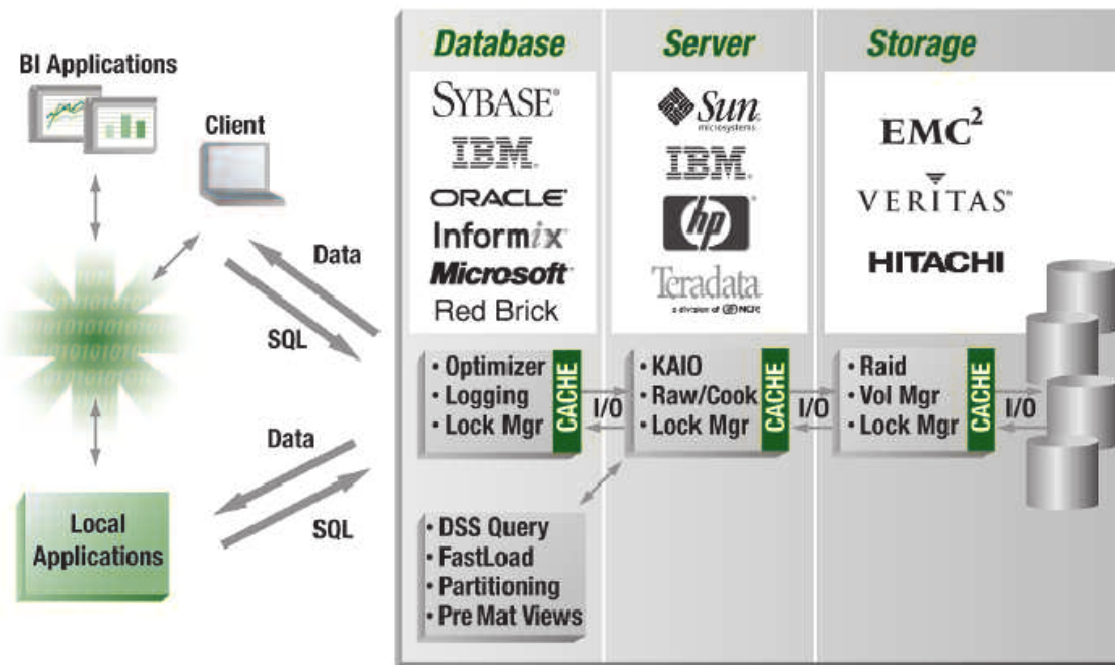 BI Applications
Client
Data
SQL
Data
SQL
Local
Applications
Database
SYBASE®
IBM®
ORACLE®
Informix
Microsoft
Red Brick
Server
Sun
microsystems
IBM®
hp
Teradata
a division of NCR
Storage
EMC²
VERITAS
HITACHI
• Optimizer
• Logging
• Lock Mgr
CACHE
I/O
• KAIO
• Raw/Cook
• Lock Mgr
CACHE
I/O
• Raid
• Vol Mgr
• Lock Mgr
CACHE
I/O
• DSS Query
• FastLoad
• Partitioning
• Pre Mat Views